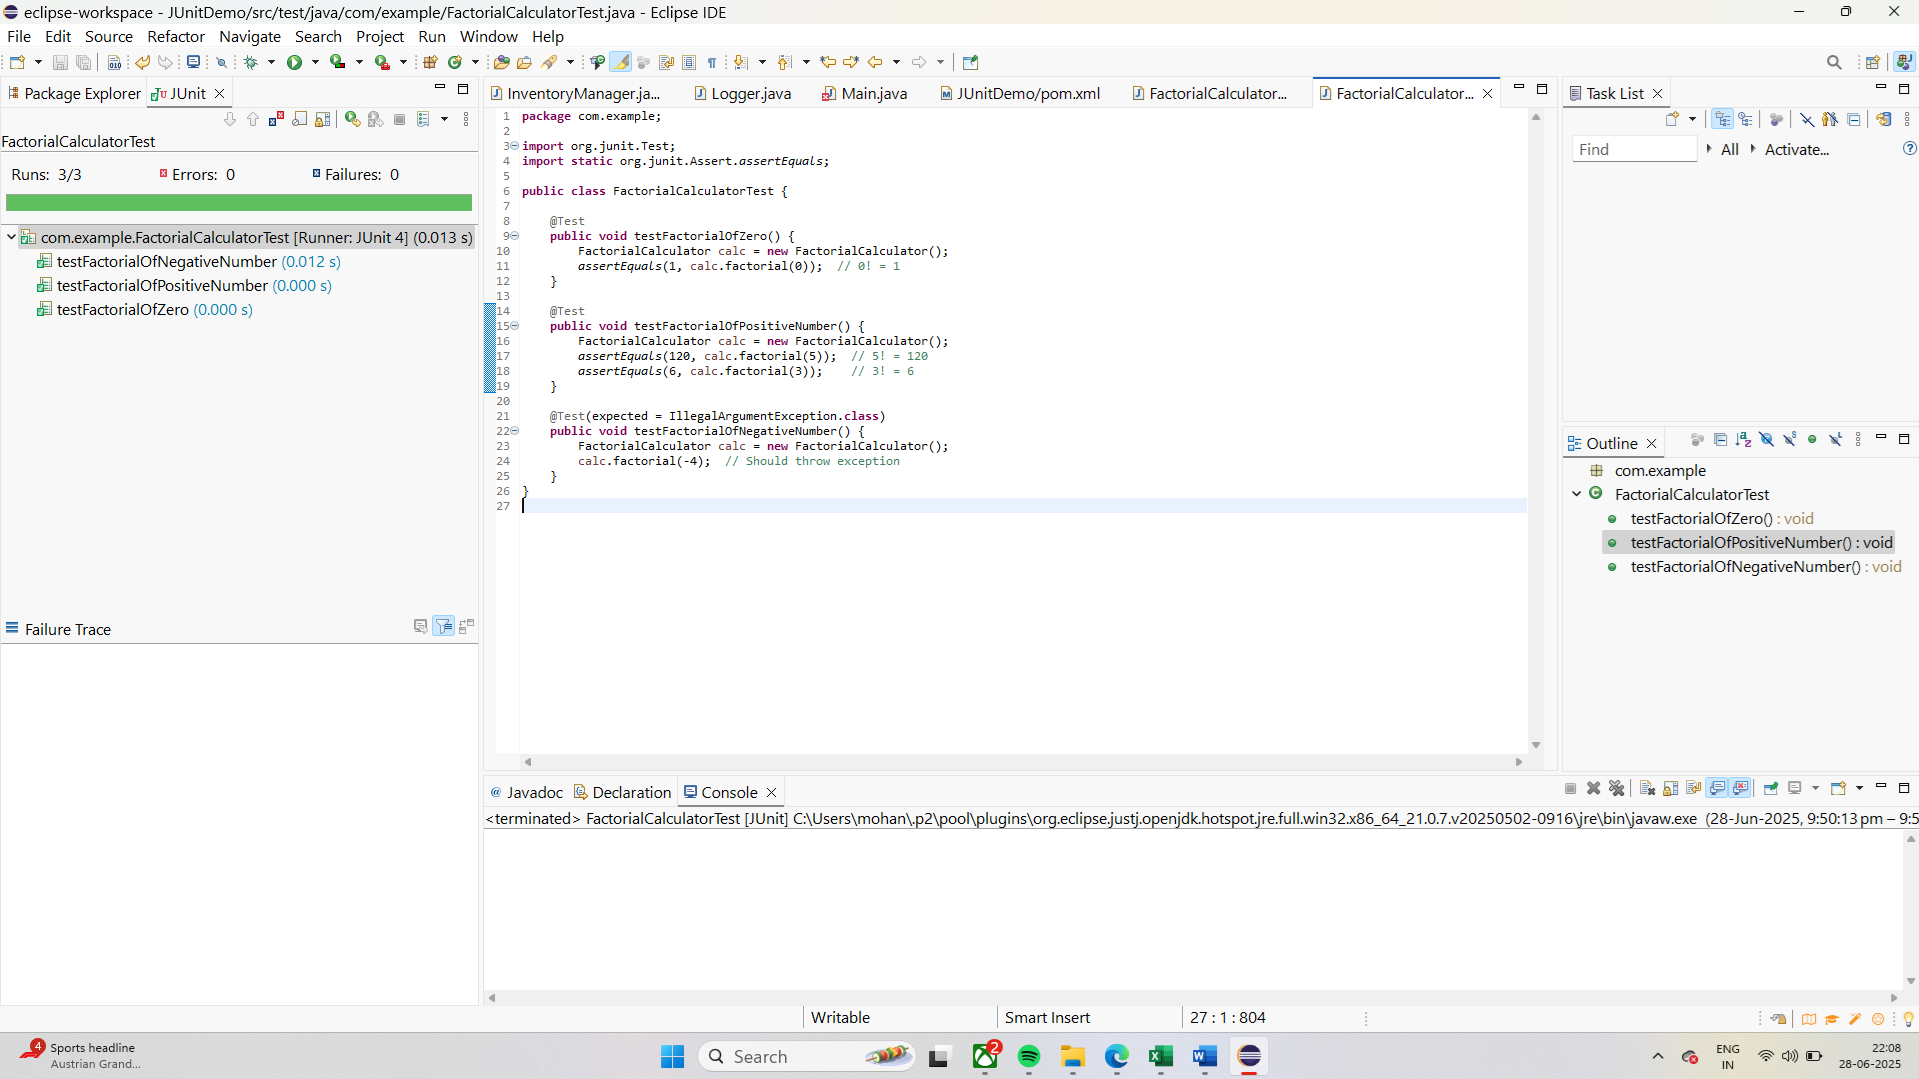 eclipse-workspace - JUnitDemo/src/test/java/com/example/FactorialCalculatorTest.java - Eclipse IDE
File Edit Source Refactor Navigate Search Project Run Window Help
Package Explorer JUnit
FactorialCalculatorTest
Runs: 3/3 Errors: 0 Failures: 0
com.example.FactorialCalculatorTest [Runner: JUnit 4] (0.013 s)
testFactorialOfNegativeNumber (0.012 s)
testFactorialOfPositiveNumber (0.000 s)
testFactorialOfZero (0.000 s)
Failure Trace
InventoryManager.ja... Logger.java Main.java JUnitDemo/pom.xml FactorialCalculator... FactorialCalculator...
1 package com.example;
2
3 import org.junit.Test;
4 import static org.junit.Assert.assertEquals;
5
6 public class FactorialCalculatorTest {
7
8 @Test
9 public void testFactorialOfZero() {
10 FactorialCalculator calc = new FactorialCalculator();
11 assertEquals(1, calc.factorial(0)); // 0! = 1
12 }
13
14 @Test
15 public void testFactorialOfPositiveNumber() {
16 FactorialCalculator calc = new FactorialCalculator();
17 assertEquals(120, calc.factorial(5)); // 5! = 120
18 assertEquals(6, calc.factorial(3)); // 3! = 6
19 }
20
21 @Test(expected = IllegalArgumentException.class)
22 public void testFactorialOfNegativeNumber() {
23 FactorialCalculator calc = new FactorialCalculator();
24 calc.factorial(-4); // Should throw exception
25 }
26 }
27
Task List
Find All Activate...
Outline
com.example
FactorialCalculatorTest
testFactorialOfZero() : void
testFactorialOfPositiveNumber() : void
testFactorialOfNegativeNumber() : void
Javadoc Declaration Console
<terminated> FactorialCalculatorTest [JUnit] C:\Users\mohan\.p2\pool\plugins\org.eclipse.justj.openjdk.hotspot.jre.full.win32.x86_64_21.0.7.v20250502-0916\jre\bin\javaw.exe (28-Jun-2025, 9:50:13 pm – 9:5
Writable Smart Insert 27 : 1 : 804
4
Sports headline
Austrian Grand...
Search
2
ENG
IN
22:08
28-06-2025